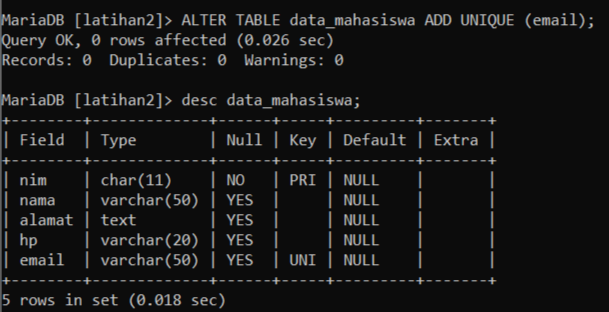 MariaDB [latihan2]> ALTER TABLE data_mahasiswa ADD UNIQUE (email);
Query OK, 0 rows affected (0.026 sec)
Records: 0  Duplicates: 0  Warnings: 0
MariaDB [latihan2]> desc data_mahasiswa;
+--------+-------------+------+-----+---------+-------+
| Field  | Type        | Null | Key | Default | Extra |
+--------+-------------+------+-----+---------+-------+
| nim    | char(11)    | NO   | PRI | NULL    |       |
| nama   | varchar(50) | YES  |     | NULL    |       |
| alamat | text        | YES  |     | NULL    |       |
| hp     | varchar(20) | YES  |     | NULL    |       |
| email  | varchar(50) | YES  | UNI | NULL    |       |
+--------+-------------+------+-----+---------+-------+
5 rows in set (0.018 sec)